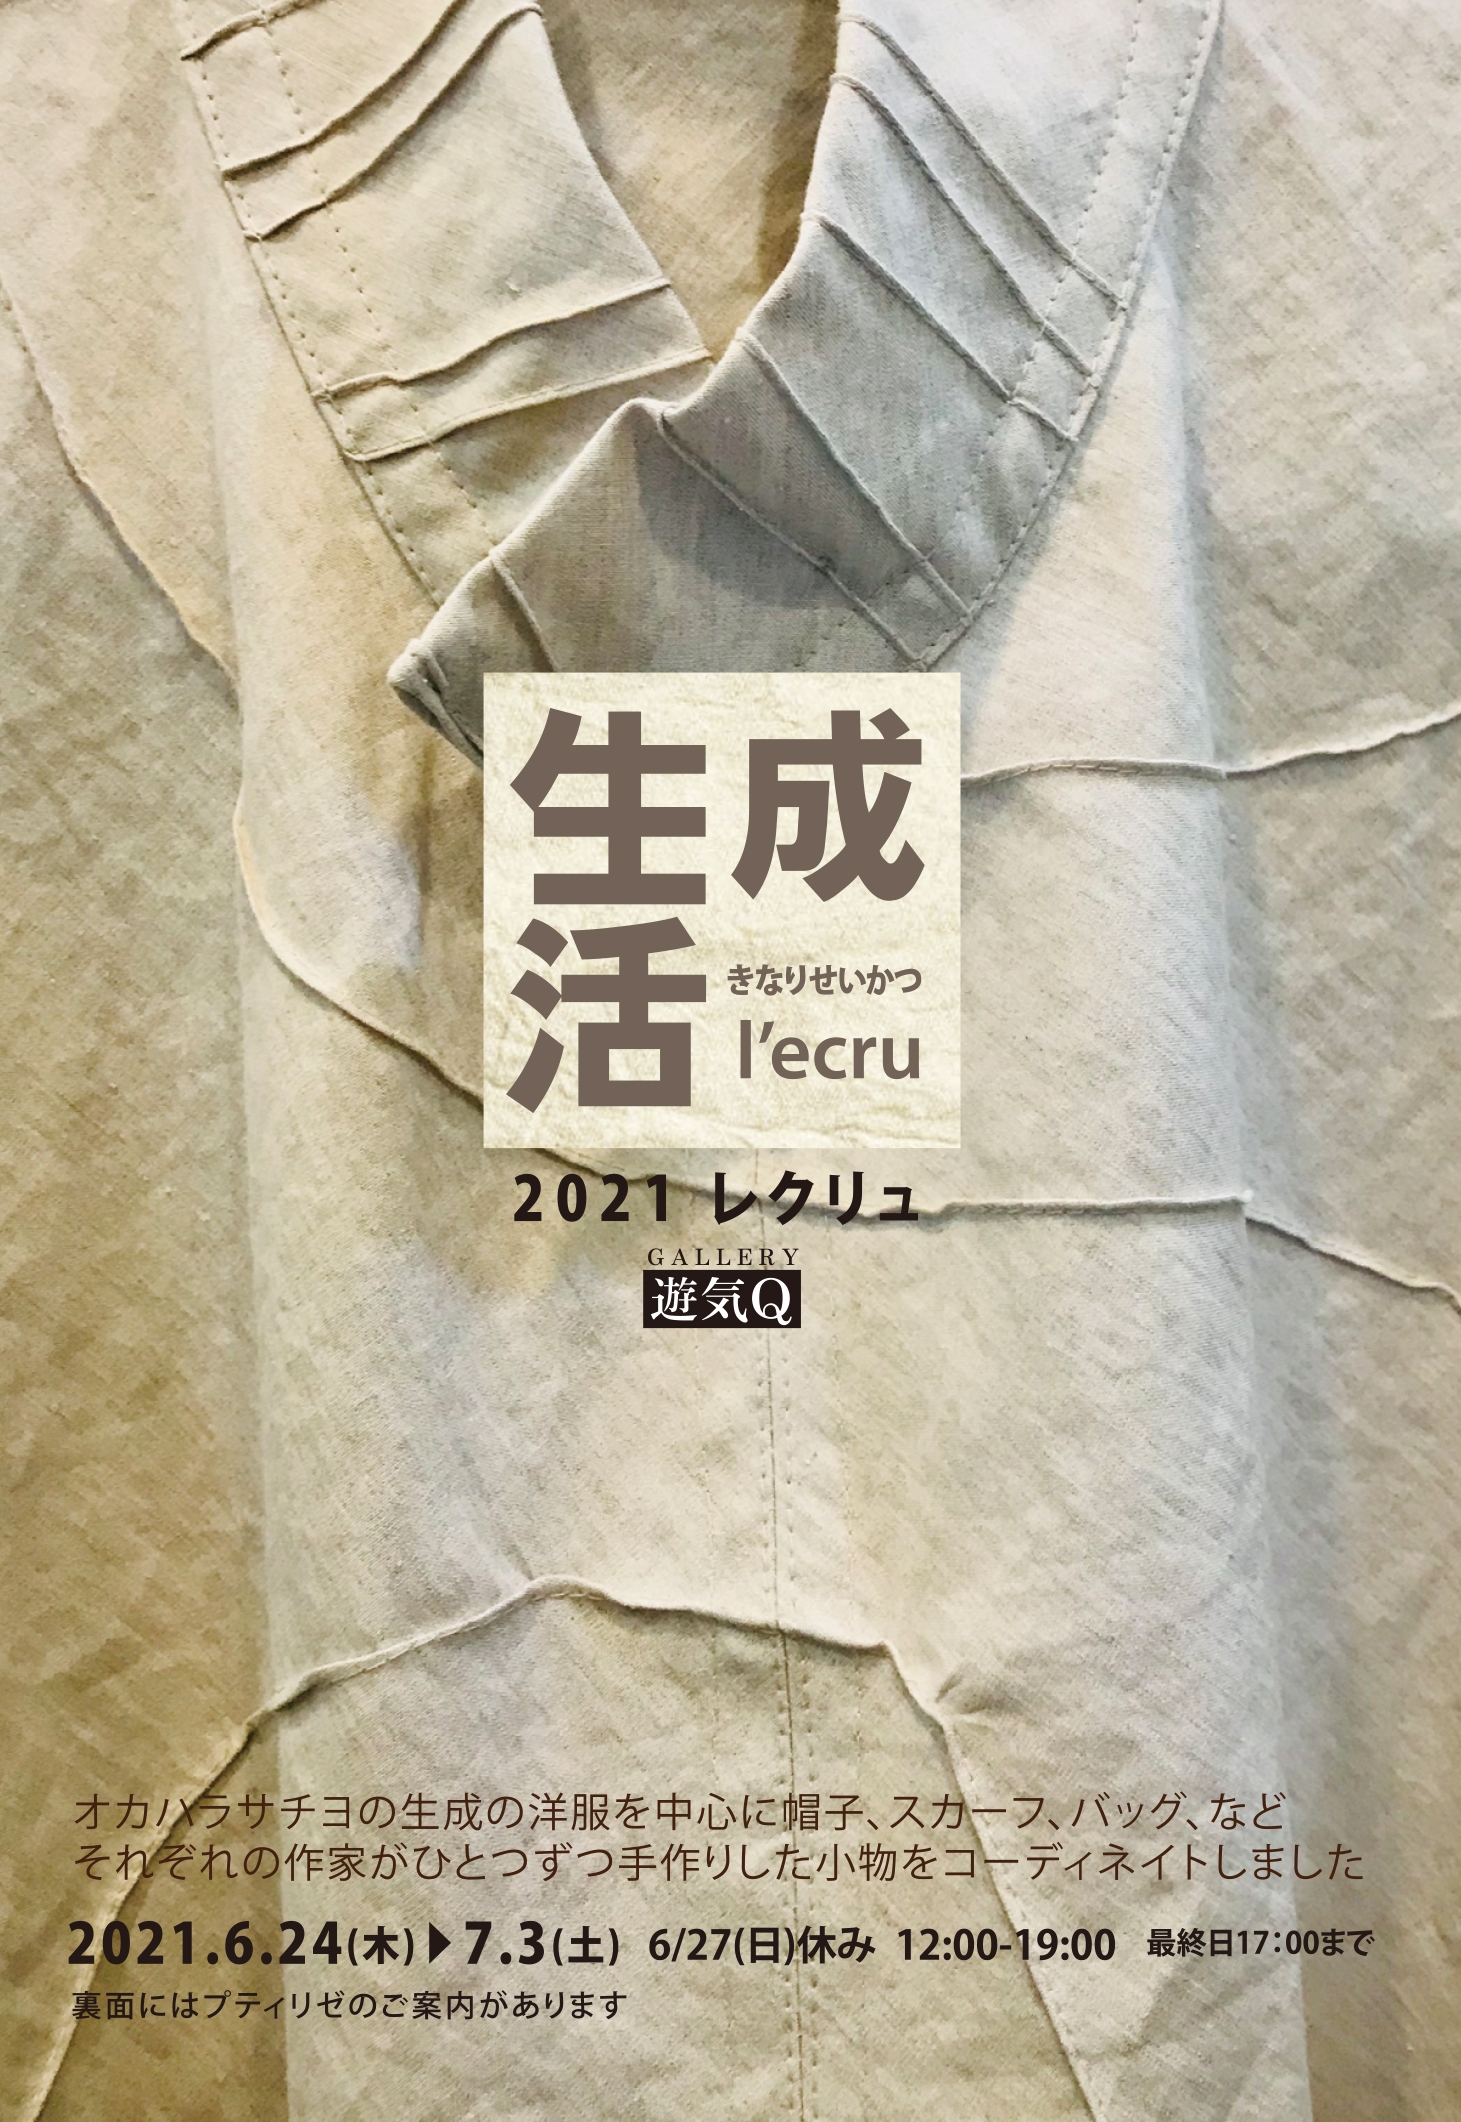 生成
活
きなりせいかつ
l'ecru
2021 レクリュ
GALLERY
遊気Q
オカハラサチヨの生成の洋服を中心に帽子、スカーフ、バッグ、など
それぞれの作家がひとつずつ手作りした小物をコーディネイトしました
2021.6.24(木)▶7.3(土) 6/27(日)休み 12:00-19:00 最終日17:00まで
裏面にはプティリゼのご案内があります